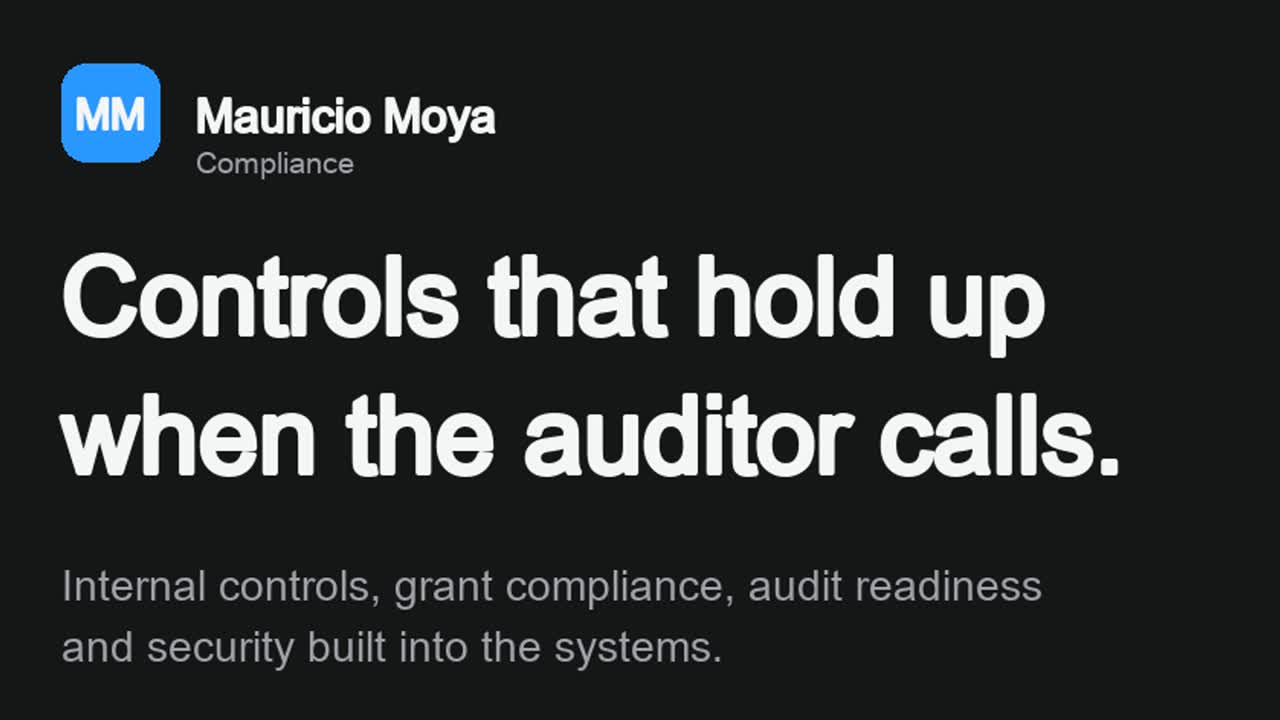 MM
Mauricio Moya
Compliance
Controls that hold up
when the auditor calls.
Internal controls, grant compliance, audit readiness
and security built into the systems.